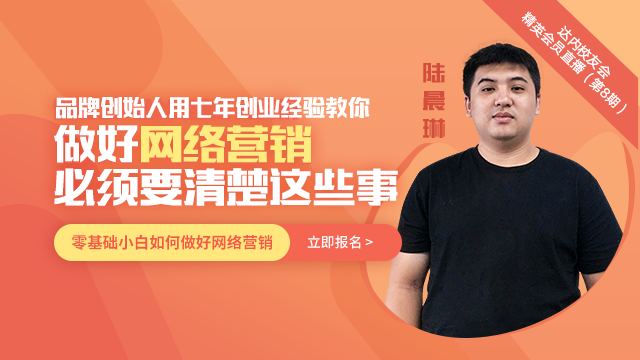 品牌创始人用七年创业经验教你
做好网络营销
必须要清楚这些事
零基础小白如何做好网络营销
立即报名 >
陆晨琳
达内校友会
精英会员直播（第8期）